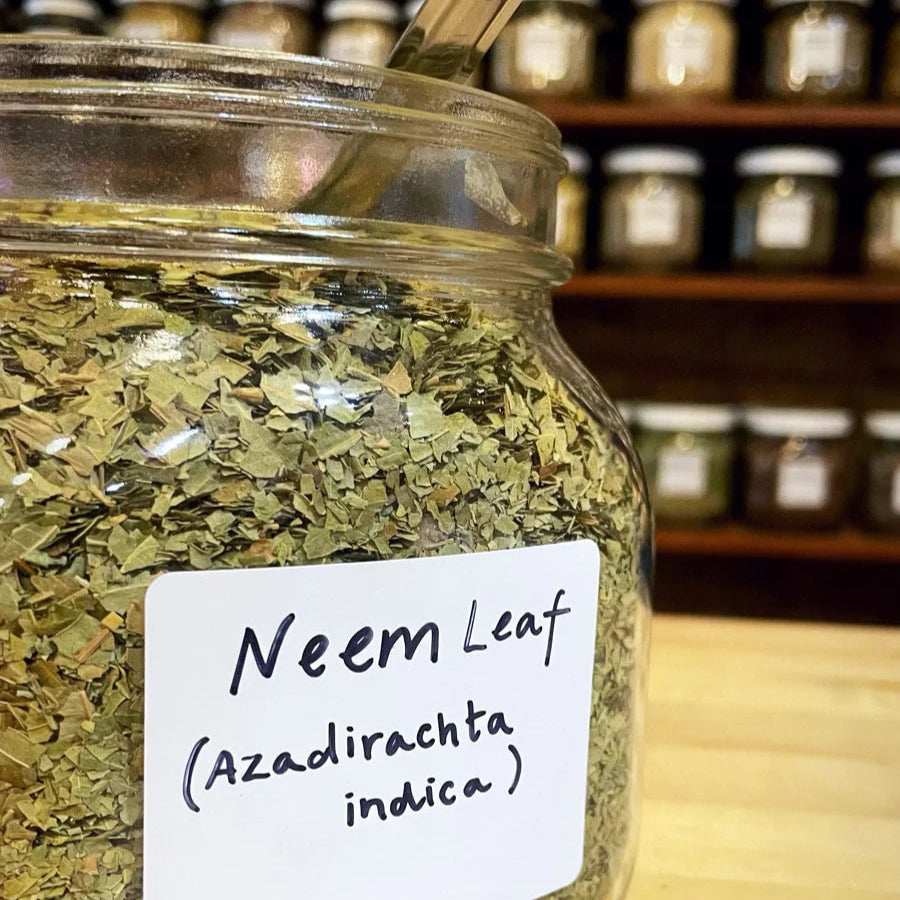 Neem Leaf
(Azadirachta
indica)